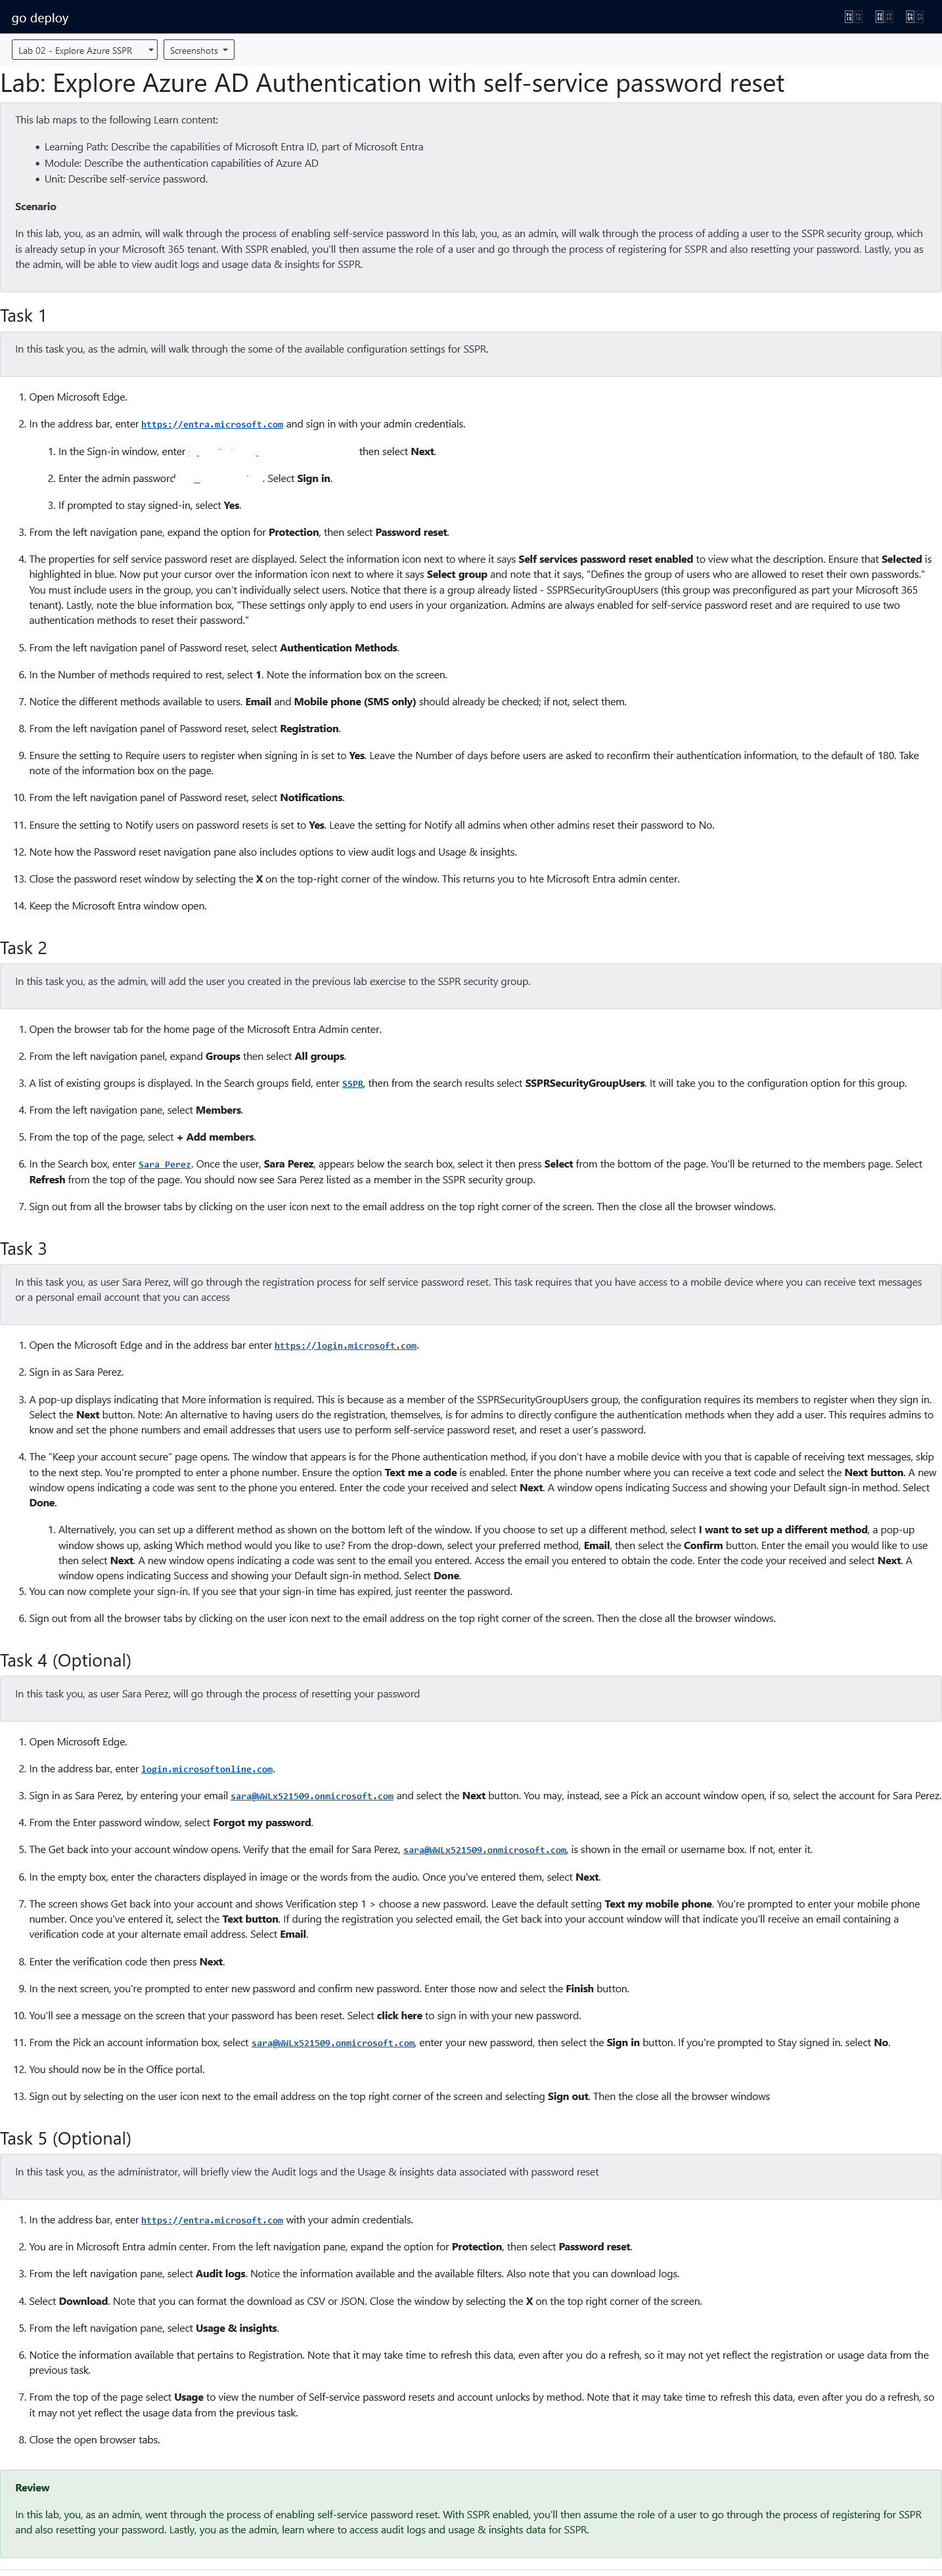 go deploy
Lab 02 - Explore Azure SSPR
Screenshots
Lab: Explore Azure AD Authentication with self-service password reset
This lab maps to the following Learn content:
• Learning Path: Describe the capabilities of Microsoft Entra ID, part of Microsoft Entra
• Module: Describe the authentication capabilities of Azure AD
• Unit: Describe self-service password.
Scenario
In this lab, you, as an admin, will walk through the process of enabling self-service password In this lab, you, as an admin, will walk through the process of adding a user to the SSPR security group, which
is already setup in your Microsoft 365 tenant. With SSPR enabled, you'll then assume the role of a user and go through the process of registering for SSPR and also resetting your password. Lastly, you as
the admin, will be able to view audit logs and usage data & insights for SSPR.
Task 1
In this task you, as the admin, will walk through the some of the available configuration settings for SSPR.
1. Open Microsoft Edge.
2. In the address bar, enter https://entra.microsoft.com and sign in with your admin credentials.
1. In the Sign-in window, enter then select Next.
2. Enter the admin password . Select Sign in.
3. If prompted to stay signed-in, select Yes.
3. From the left navigation pane, expand the option for Protection, then select Password reset.
4. The properties for self service password reset are displayed. Select the information icon next to where it says Self services password reset enabled to view what the description. Ensure that Selected is
highlighted in blue. Now put your cursor over the information icon next to where it says Select group and note that it says, "Defines the group of users who are allowed to reset their own passwords."
You must include users in the group, you can't individually select users. Notice that there is a group already listed - SSPRSecurityGroupUsers (this group was preconfigured as part your Microsoft 365
tenant). Lastly, note the blue information box, "These settings only apply to end users in your organization. Admins are always enabled for self-service password reset and are required to use two
authentication methods to reset their password."
5. From the left navigation panel of Password reset, select Authentication Methods.
6. In the Number of methods required to rest, select 1. Note the information box on the screen.
7. Notice the different methods available to users. Email and Mobile phone (SMS only) should already be checked; if not, select them.
8. From the left navigation panel of Password reset, select Registration.
9. Ensure the setting to Require users to register when signing in is set to Yes. Leave the Number of days before users are asked to reconfirm their authentication information, to the default of 180. Take
note of the information box on the page.
10. From the left navigation panel of Password reset, select Notifications.
11. Ensure the setting to Notify users on password resets is set to Yes. Leave the setting for Notify all admins when other admins reset their password to No.
12. Note how the Password reset navigation pane also includes options to view audit logs and Usage & insights.
13. Close the password reset window by selecting the X on the top-right corner of the window. This returns you to hte Microsoft Entra admin center.
14. Keep the Microsoft Entra window open.
Task 2
In this task you, as the admin, will add the user you created in the previous lab exercise to the SSPR security group.
1. Open the browser tab for the home page of the Microsoft Entra Admin center.
2. From the left navigation panel, expand Groups then select All groups.
3. A list of existing groups is displayed. In the Search groups field, enter SSPR, then from the search results select SSPRSecurityGroupUsers. It will take you to the configuration option for this group.
4. From the left navigation pane, select Members.
5. From the top of the page, select + Add members.
6. In the Search box, enter Sara Perez. Once the user, Sara Perez, appears below the search box, select it then press Select from the bottom of the page. You'll be returned to the members page. Select
Refresh from the top of the page. You should now see Sara Perez listed as a member in the SSPR security group.
7. Sign out from all the browser tabs by clicking on the user icon next to the email address on the top right corner of the screen. Then the close all the browser windows.
Task 3
In this task you, as user Sara Perez, will go through the registration process for self service password reset. This task requires that you have access to a mobile device where you can receive text messages
or a personal email account that you can access
1. Open the Microsoft Edge and in the address bar enter https://login.microsoft.com.
2. Sign in as Sara Perez.
3. A pop-up displays indicating that More information is required. This is because as a member of the SSPRSecurityGroupUsers group, the configuration requires its members to register when they sign in.
Select the Next button. Note: An alternative to having users do the registration, themselves, is for admins to directly configure the authentication methods when they add a user. This requires admins to
know and set the phone numbers and email addresses that users use to perform self-service password reset, and reset a user's password.
4. The “Keep your account secure” page opens. The window that appears is for the Phone authentication method, if you don’t have a mobile device with you that is capable of receiving text messages, skip
to the next step. You're prompted to enter a phone number. Ensure the option Text me a code is enabled. Enter the phone number where you can receive a text code and select the Next button. A new
window opens indicating a code was sent to the phone you entered. Enter the code your received and select Next. A window opens indicating Success and showing your Default sign-in method. Select
Done.
1. Alternatively, you can set up a different method as shown on the bottom left of the window. If you choose to set up a different method, select I want to set up a different method, a pop-up
window shows up, asking Which method would you like to use? From the drop-down, select your preferred method, Email, then select the Confirm button. Enter the email you would like to use
then select Next. A new window opens indicating a code was sent to the email you entered. Access the email you entered to obtain the code. Enter the code your received and select Next. A
window opens indicating Success and showing your Default sign-in method. Select Done.
5. You can now complete your sign-in. If you see that your sign-in time has expired, just reenter the password.
6. Sign out from all the browser tabs by clicking on the user icon next to the email address on the top right corner of the screen. Then the close all the browser windows.
Task 4 (Optional)
In this task you, as user Sara Perez, will go through the process of resetting your password
1. Open Microsoft Edge.
2. In the address bar, enter login.microsoftonline.com.
3. Sign in as Sara Perez, by entering your email sara@WWLx521509.onmicrosoft.com and select the Next button. You may, instead, see a Pick an account window open, if so, select the account for Sara Perez.
4. From the Enter password window, select Forgot my password.
5. The Get back into your account window opens. Verify that the email for Sara Perez, sara@WWLx521509.onmicrosoft.com, is shown in the email or username box. If not, enter it.
6. In the empty box, enter the characters displayed in image or the words from the audio. Once you've entered them, select Next.
7. The screen shows Get back into your account and shows Verification step 1 > choose a new password. Leave the default setting Text my mobile phone. You're prompted to enter your mobile phone
number. Once you've entered it, select the Text button. If during the registration you selected email, the Get back into your account window will that indicate you'll receive an email containing a
verification code at your alternate email address. Select Email.
8. Enter the verification code then press Next.
9. In the next screen, you're prompted to enter new password and confirm new password. Enter those now and select the Finish button.
10. You'll see a message on the screen that your password has been reset. Select click here to sign in with your new password.
11. From the Pick an account information box, select sara@WWLx521509.onmicrosoft.com, enter your new password, then select the Sign in button. If you're prompted to Stay signed in. select No.
12. You should now be in the Office portal.
13. Sign out by selecting on the user icon next to the email address on the top right corner of the screen and selecting Sign out. Then the close all the browser windows
Task 5 (Optional)
In this task you, as the administrator, will briefly view the Audit logs and the Usage & insights data associated with password reset
1. In the address bar, enter https://entra.microsoft.com with your admin credentials.
2. You are in Microsoft Entra admin center. From the left navigation pane, expand the option for Protection, then select Password reset.
3. From the left navigation pane, select Audit logs. Notice the information available and the available filters. Also note that you can download logs.
4. Select Download. Note that you can format the download as CSV or JSON. Close the window by selecting the X on the top right corner of the screen.
5. From the left navigation pane, select Usage & insights.
6. Notice the information available that pertains to Registration. Note that it may take time to refresh this data, even after you do a refresh, so it may not yet reflect the registration or usage data from the
previous task.
7. From the top of the page select Usage to view the number of Self-service password resets and account unlocks by method. Note that it may take time to refresh this data, even after you do a refresh, so
it may not yet reflect the usage data from the previous task.
8. Close the open browser tabs.
Review
In this lab, you, as an admin, went through the process of enabling self-service password reset. With SSPR enabled, you'll then assume the role of a user to go through the process of registering for SSPR
and also resetting your password. Lastly, you as the admin, learn where to access audit logs and usage & insights data for SSPR.